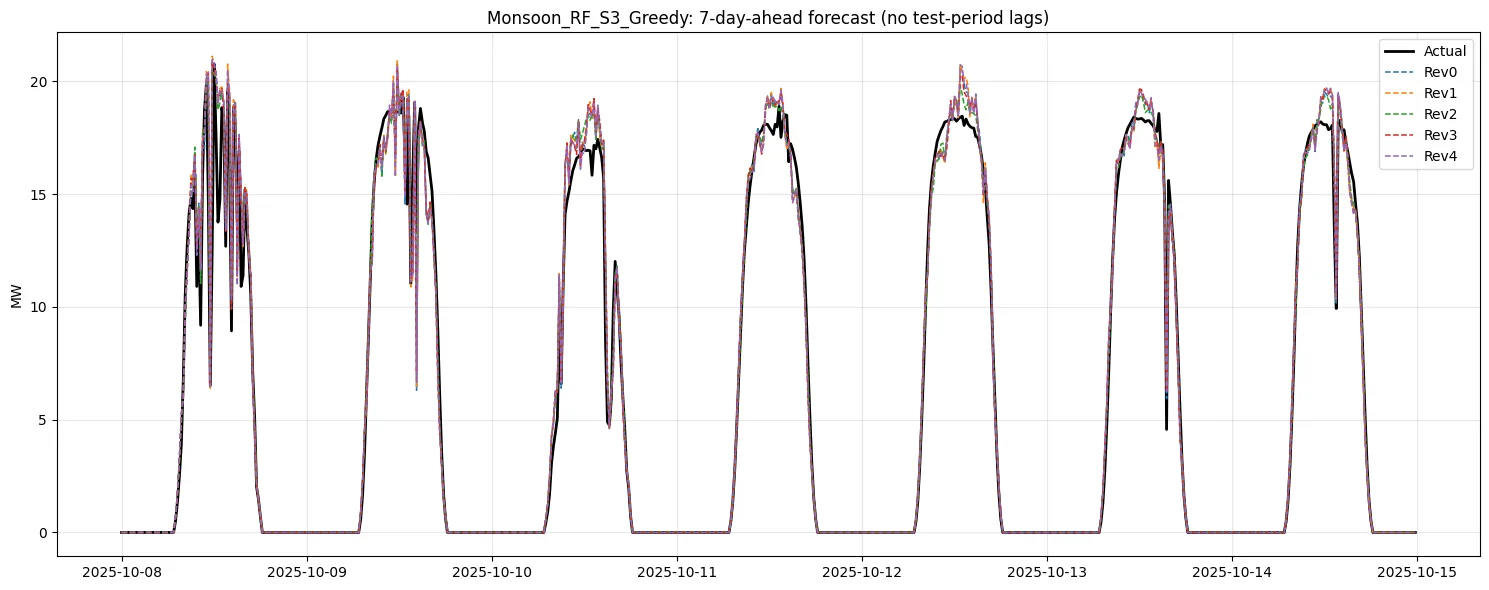 Monsoon_RF_S3_Greedy: 7-day-ahead forecast (no test-period lags)
Actual
Rev0
Rev1
Rev2
Rev3
Rev4
MW
20
15
10
5
0
2025-10-08
2025-10-09
2025-10-10
2025-10-11
2025-10-12
2025-10-13
2025-10-14
2025-10-15